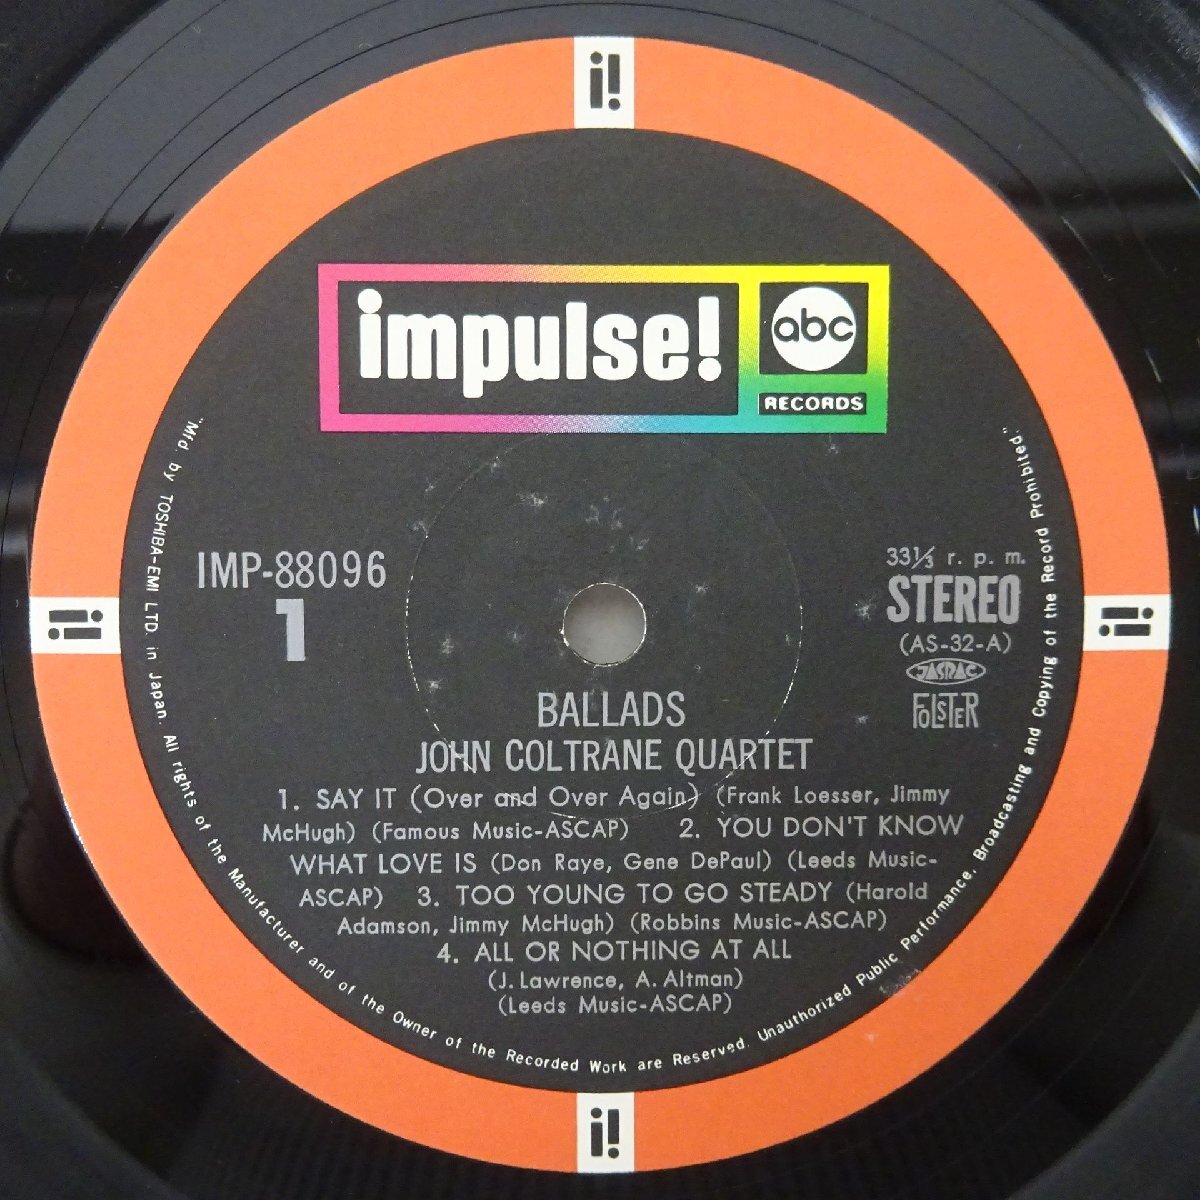 i!
impulse!
abc
RECORDS
i!
i!
IMP-88096
1
33⅓ r. p. m.
STEREO
(AS-32-A)
JASRAC
FOLSTER
BALLADS
JOHN COLTRANE QUARTET
1. SAY IT (Over and Over Again) (Frank Loesser, Jimmy
McHugh) (Famous Music-ASCAP) 2. YOU DON'T KNOW
WHAT LOVE IS (Don Raye, Gene DePaul) (Leeds Music-
ASCAP) 3. TOO YOUNG TO GO STEADY (Harold
Adamson, Jimmy McHugh) (Robbins Music-ASCAP)
4. ALL OR NOTHING AT ALL
(J. Lawrence, A. Altman)
(Leeds Music-ASCAP)
"Mfd. by TOSHIBA-EMI LTD. in Japan. All rights of the Manufacturer and of the Owner of the Recorded Work are Reserved. Unauthorized Public Performance, Broadcasting and Copying of the Record Prohibited."
i!